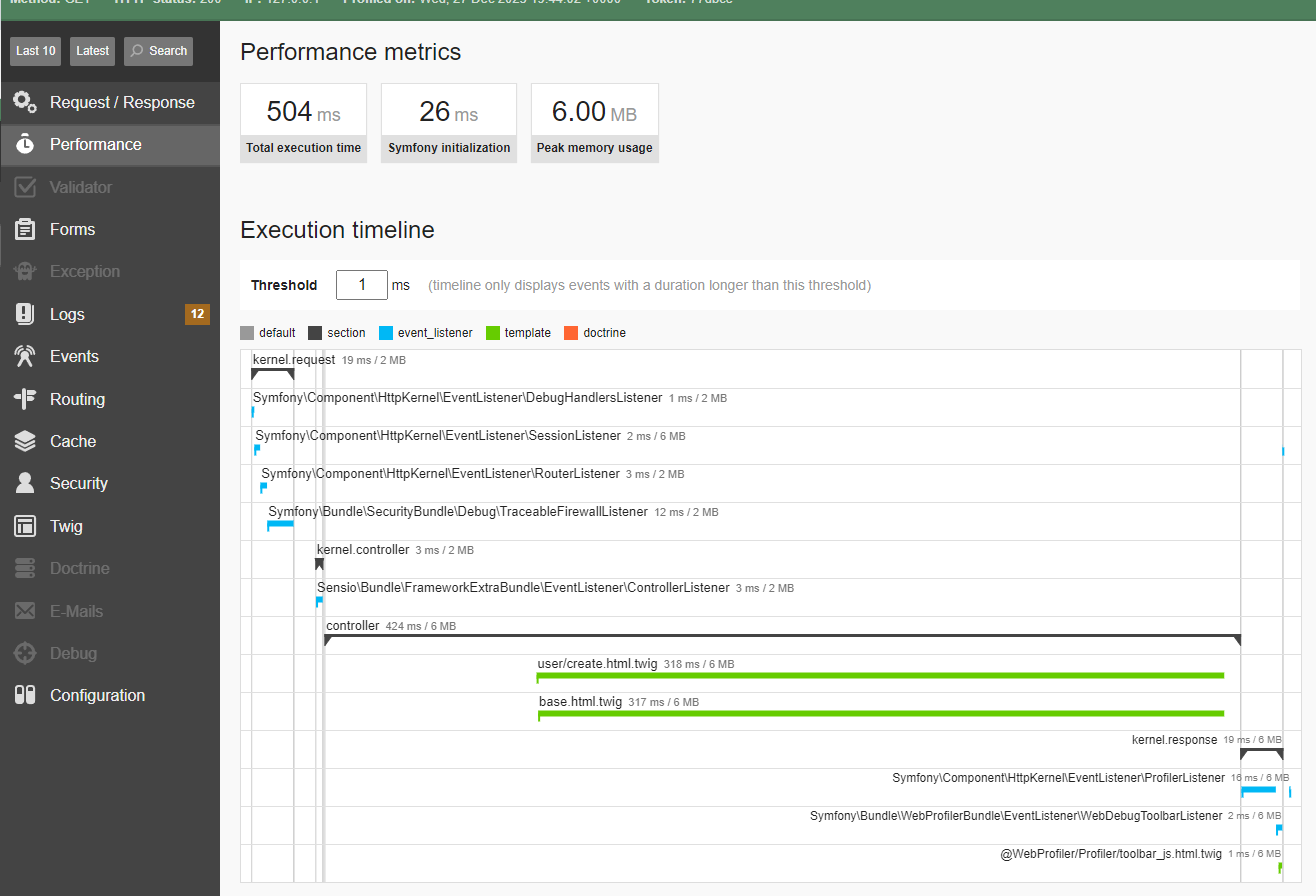 Method: GET HTTP status: 200 IP: 127.0.0.1 Profiled on: Wed, 27 Dec 2023 Token:
Last 10 Latest Search
Request / Response
Performance
Validator
Forms
Exception
Logs 12
Events
Routing
Cache
Security
Twig
Doctrine
E-Mails
Debug
Configuration
Performance metrics
504 ms
Total execution time
26 ms
Symfony initialization
6.00 MB
Peak memory usage
Execution timeline
Threshold 1 ms (timeline only displays events with a duration longer than this threshold)
default section event_listener template doctrine
kernel.request 19 ms / 2 MB
Symfony\Component\HttpKernel\EventListener\DebugHandlersListener 1 ms / 2 MB
Symfony\Component\HttpKernel\EventListener\SessionListener 2 ms / 6 MB
Symfony\Component\HttpKernel\EventListener\RouterListener 3 ms / 2 MB
Symfony\Bundle\SecurityBundle\Debug\TraceableFirewallListener 12 ms / 2 MB
kernel.controller 3 ms / 2 MB
Sensio\Bundle\FrameworkExtraBundle\EventListener\ControllerListener 3 ms / 2 MB
controller 424 ms / 6 MB
user/create.html.twig 318 ms / 6 MB
base.html.twig 317 ms / 6 MB
kernel.response 19 ms / 6 MB
Symfony\Component\HttpKernel\EventListener\ProfilerListener 16 ms / 6 MB
Symfony\Bundle\WebProfilerBundle\EventListener\WebDebugToolbarListener 2 ms / 6 MB
@WebProfiler/Profiler/toolbar_js.html.twig 1 ms / 6 MB